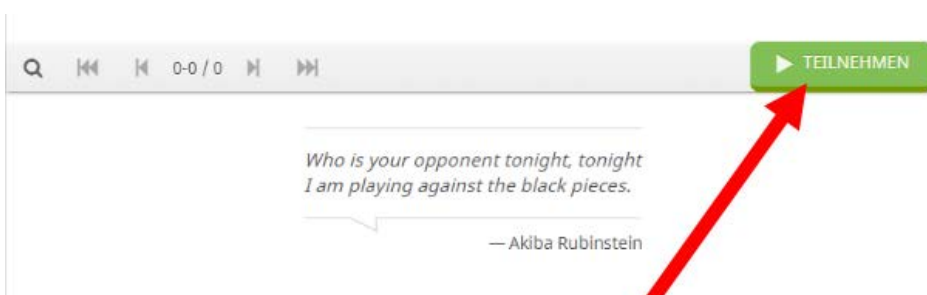 0-0 / 0
TEILNEHMEN
Who is your opponent tonight, tonight
I am playing against the black pieces.
— Akiba Rubinstein